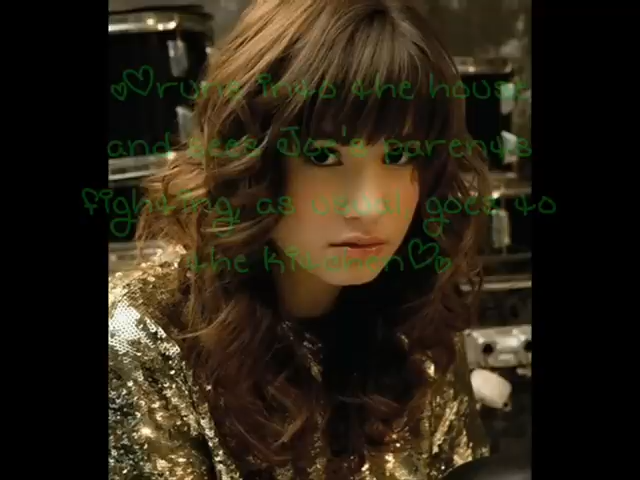 ♡runs into the house
and sees Joe's parents
fighting, as usual, goes to
the kitchen♡